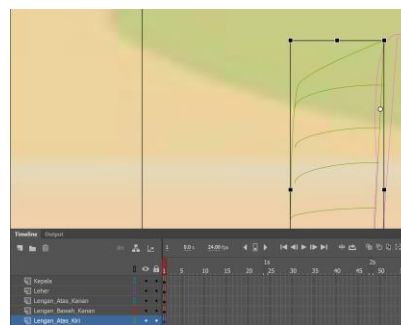 Timeline Output
1 0.0s 24.00 fps
1s 2s
5 10 15 20 25 30 35 40 45 50
Kepala
Leher
Lengan_Atas_Kanan
Lengan_Bawah_Kanan
Lengan_Atas_Kiri